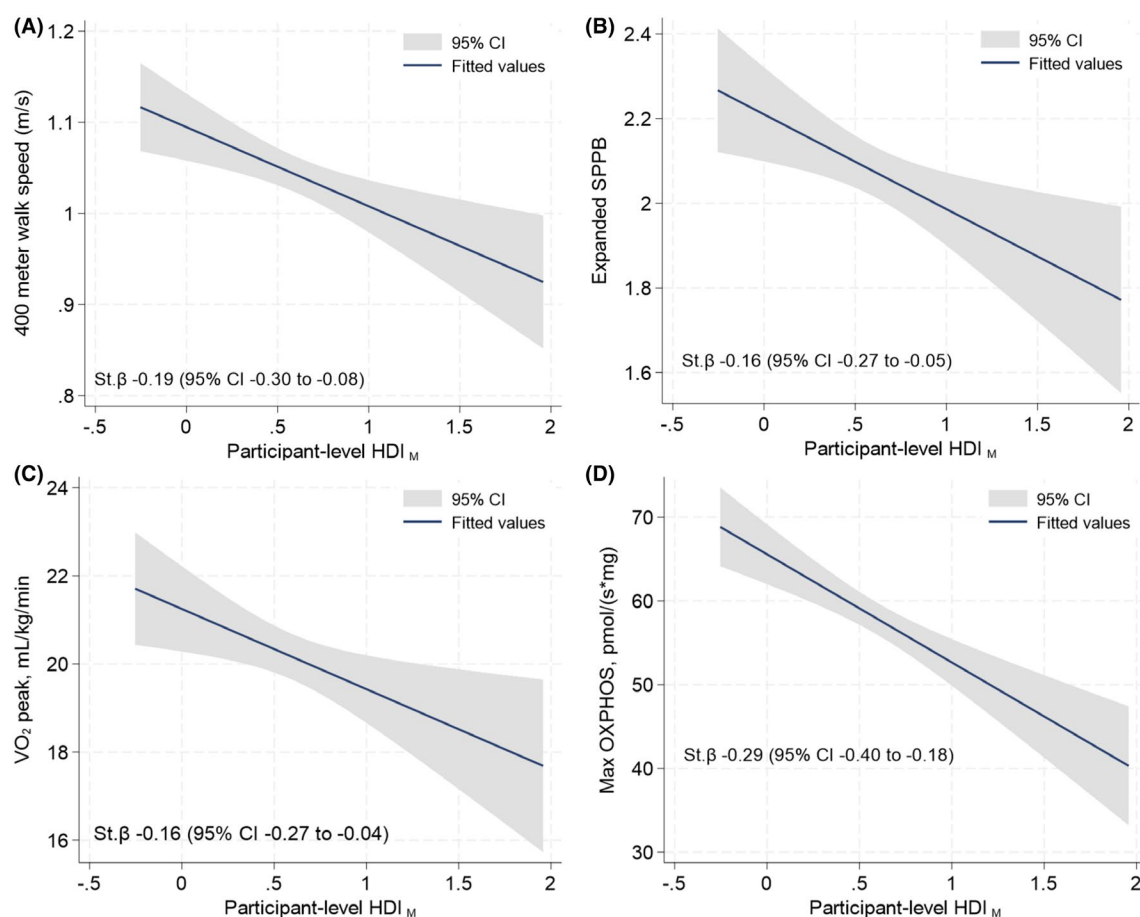 (A)
1.2
1.1
1
.9
.8
400 meter walk speed (m/s)
95% CI
Fitted values
St.β -0.19 (95% CI -0.30 to -0.08)
-.5 0 .5 1 1.5 2
Participant-level HDI M
(B)
2.4
2.2
2
1.8
1.6
Expanded SPPB
95% CI
Fitted values
St.β -0.16 (95% CI -0.27 to -0.05)
-.5 0 .5 1 1.5 2
Participant-level HDI M
(C)
24
22
20
18
16
VO₂ peak, mL/kg/min
95% CI
Fitted values
St.β -0.16 (95% CI -0.27 to -0.04)
-.5 0 .5 1 1.5 2
Participant-level HDI M
(D)
70
60
50
40
30
Max OXPHOS, pmol/(s*mg)
95% CI
Fitted values
St.β -0.29 (95% CI -0.40 to -0.18)
-.5 0 .5 1 1.5 2
Participant-level HDI M